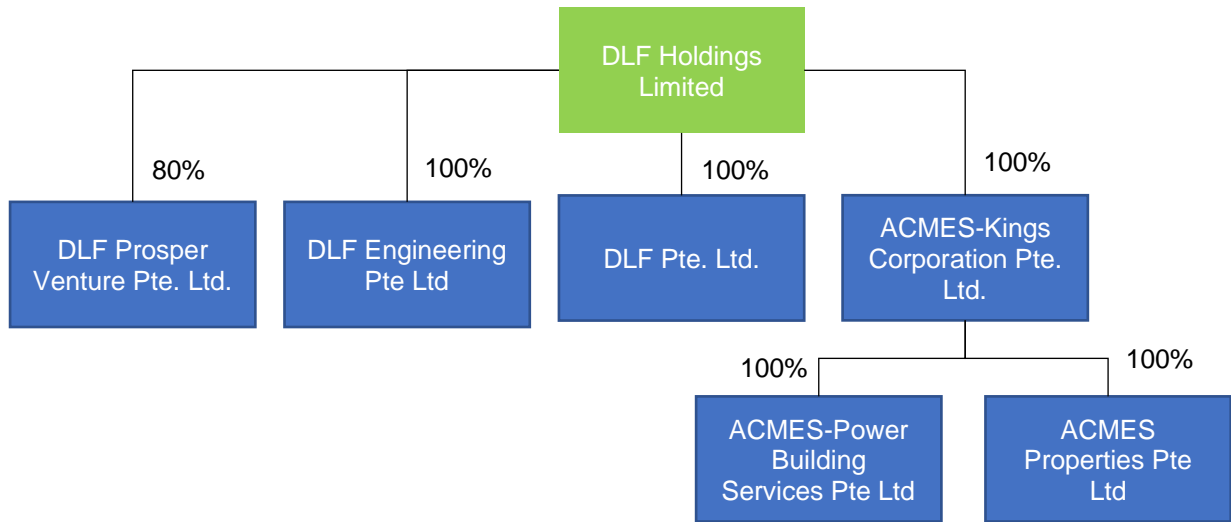 DLF Holdings
Limited
80%
100%
100%
100%
DLF Prosper
Venture Pte. Ltd.
DLF Engineering
Pte Ltd
DLF Pte. Ltd.
ACMES-Kings
Corporation Pte.
Ltd.
100%
100%
ACMES-Power
Building
Services Pte Ltd
ACMES
Properties Pte
Ltd